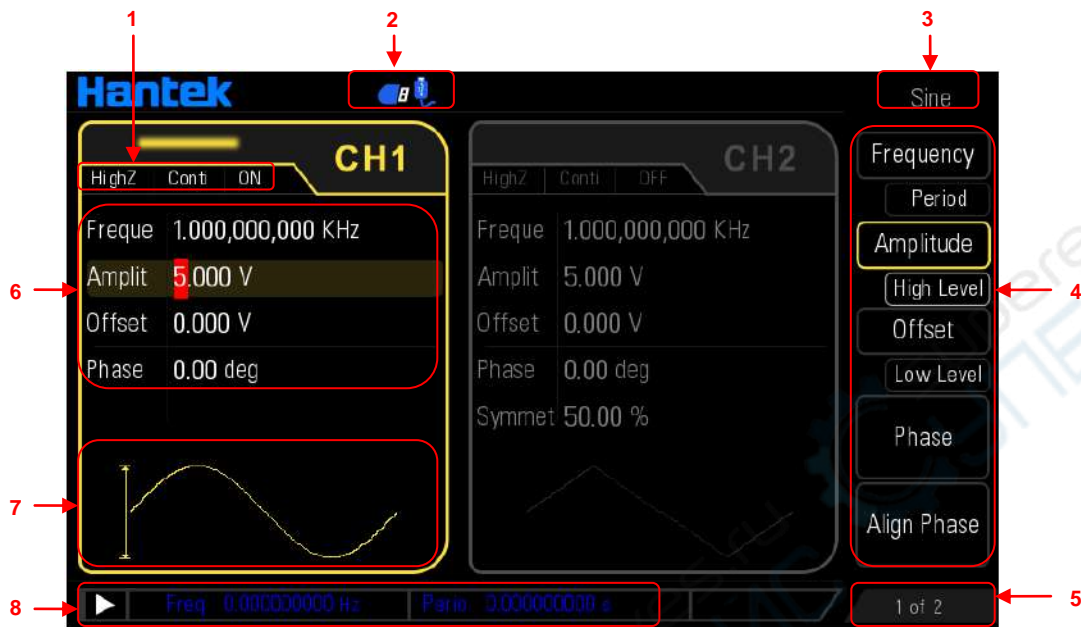 1 2 3
Hantek Sine
CH1
HighZ Conti ON
Freque 1.000,000,000 KHz
Amplit 5.000 V
Offset 0.000 V
Phase 0.00 deg
CH2
HighZ Conti OFF
Freque 1.000,000,000 KHz
Amplit 5.000 V
Offset 0.000 V
Phase 0.00 deg
Symmet 50.00 %
Frequency
Period
Amplitude
High Level
Offset
Low Level
Phase
Align Phase
6
4
7
8
Freq 0.000000000 Hz Perio 0.000000000 s
1 of 2
5